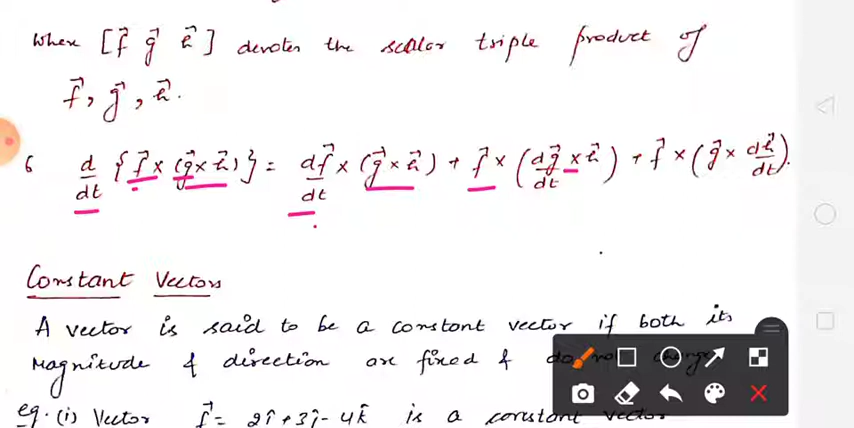 where [f⃗ g⃗ h⃗] denotes the scalar triple product of
f⃗, g⃗, h⃗.
6 d/dt {f⃗ × (g⃗ × h⃗)} = df⃗/dt × (g⃗ × h⃗) + f⃗ × (dg⃗/dt × h⃗) + f⃗ × (g⃗ × dh⃗/dt).
Constant Vectors
A vector is said to be a constant vector if both its
Magnitude & direction are fixed & do
eg. (i) Vector f⃗ = 2î + 3ĵ - 4k̂ is a constant vector